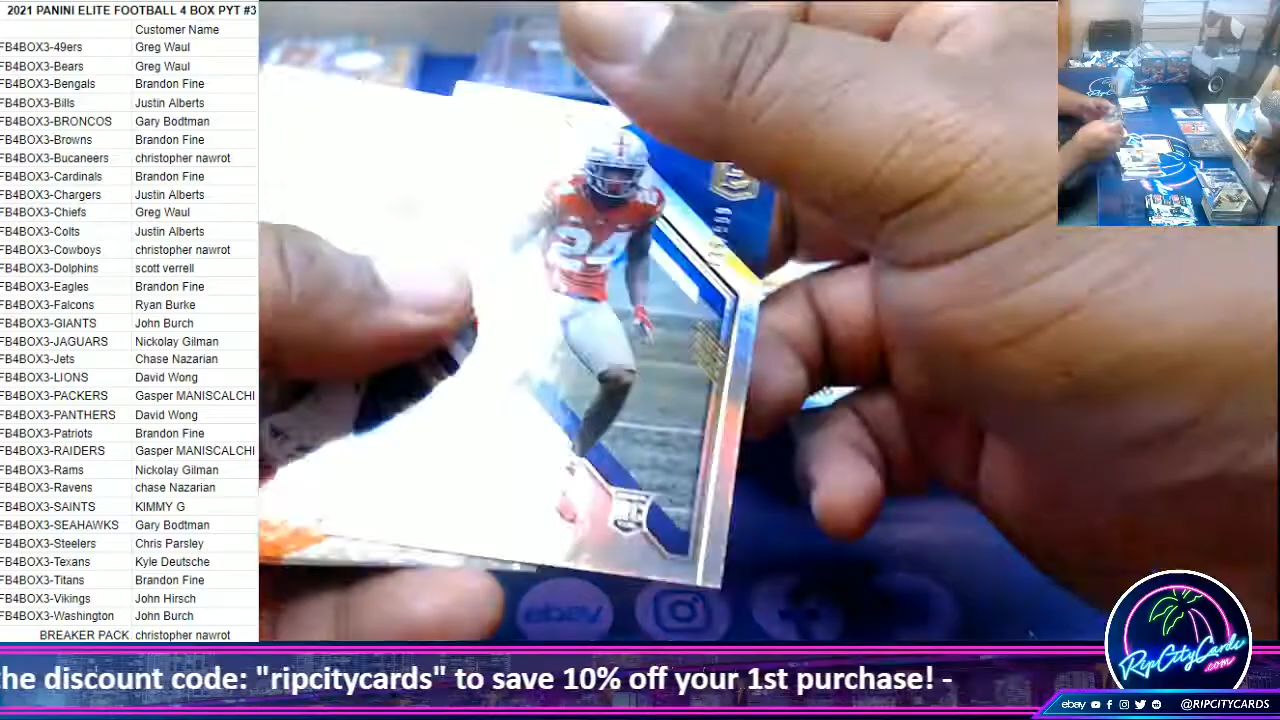 2021 PANINI ELITE FOOTBALL 4 BOX PYT #3
Customer Name
FB4BOX3-49ers Greg Waul
FB4BOX3-Bears Greg Waul
FB4BOX3-Bengals Brandon Fine
FB4BOX3-Bills Justin Alberts
FB4BOX3-BRONCOS Gary Bodtman
FB4BOX3-Browns Brandon Fine
FB4BOX3-Bucaneers christopher nawrot
FB4BOX3-Cardinals Brandon Fine
FB4BOX3-Chargers Justin Alberts
FB4BOX3-Chiefs Greg Waul
FB4BOX3-Colts Justin Alberts
FB4BOX3-Cowboys christopher nawrot
FB4BOX3-Dolphins scott verrell
FB4BOX3-Eagles Brandon Fine
FB4BOX3-Falcons Ryan Burke
FB4BOX3-GIANTS John Burch
FB4BOX3-JAGUARS Nickolay Gilman
FB4BOX3-Jets Chase Nazarian
FB4BOX3-LIONS David Wong
FB4BOX3-PACKERS Gasper MANISCALCHI
FB4BOX3-PANTHERS David Wong
FB4BOX3-Patriots Brandon Fine
FB4BOX3-RAIDERS Gasper MANISCALCHI
FB4BOX3-Rams Nickolay Gilman
FB4BOX3-Ravens chase Nazarian
FB4BOX3-SAINTS KIMMY G
FB4BOX3-SEAHAWKS Gary Bodtman
FB4BOX3-Steelers Chris Parsley
FB4BOX3-Texans Kyle Deutsche
FB4BOX3-Titans Brandon Fine
FB4BOX3-Vikings John Hirsch
FB4BOX3-Washington John Burch
BREAKER PACK christopher nawrot
24
ebay
RipCityCards
.com
he discount code: "ripcitycards" to save 10% off your 1st purchase! -
ebay @RIPCITYCARDS